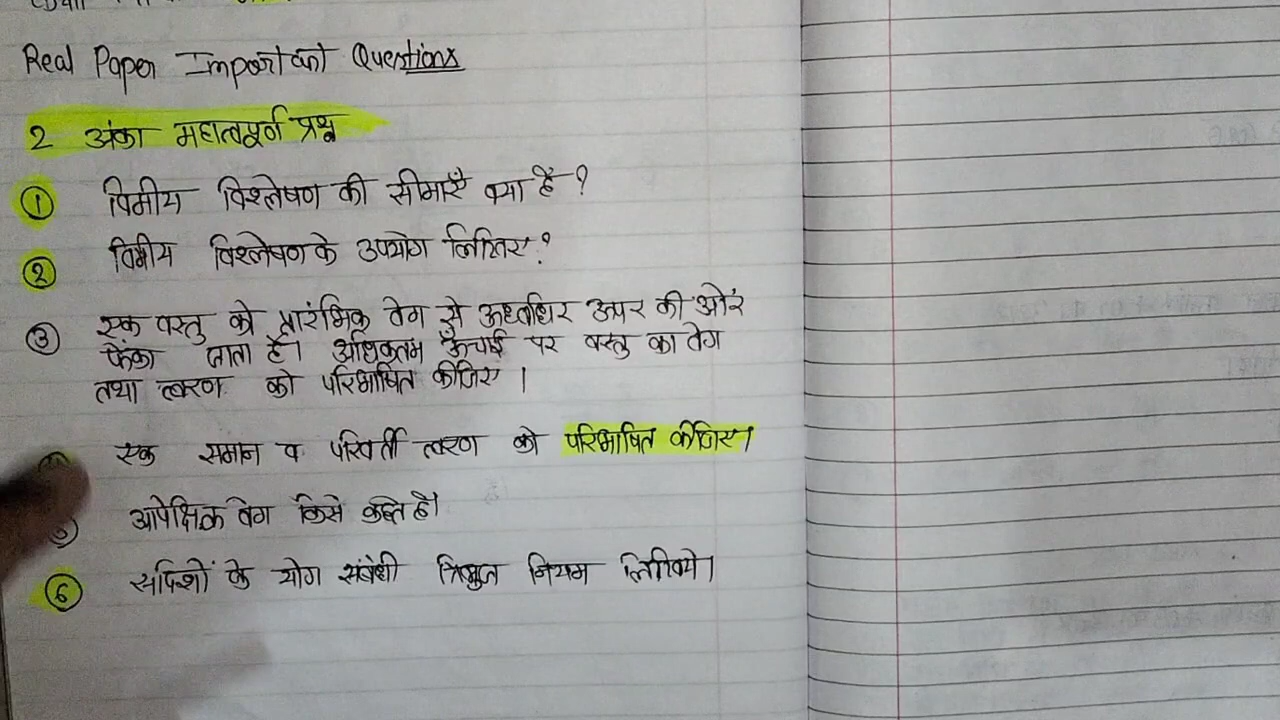 Real Paper Important Questions
2 अंका महात्वपूर्ण प्रश्न
① विमीय विश्लेषण की सीमाएँ क्या है ?
② विमीय विश्लेषण के उपयोग लिखिए ?
③ एक वस्तु को प्रारंभिक वेग से ऊर्ध्वाधर ऊपर की ओर
फेंका जाता है। अधिकतम ऊँचाई पर वस्तु का वेग
तथा त्वरण को परिभाषित कीजिए ।
एक समान व परिवर्ती त्वरण को परिभाषित कीजिए।
आपेक्षिक वेग किसे कहते है।
⑥ सदिशों के योग संबंधी त्रिभुज नियम लिखिये।